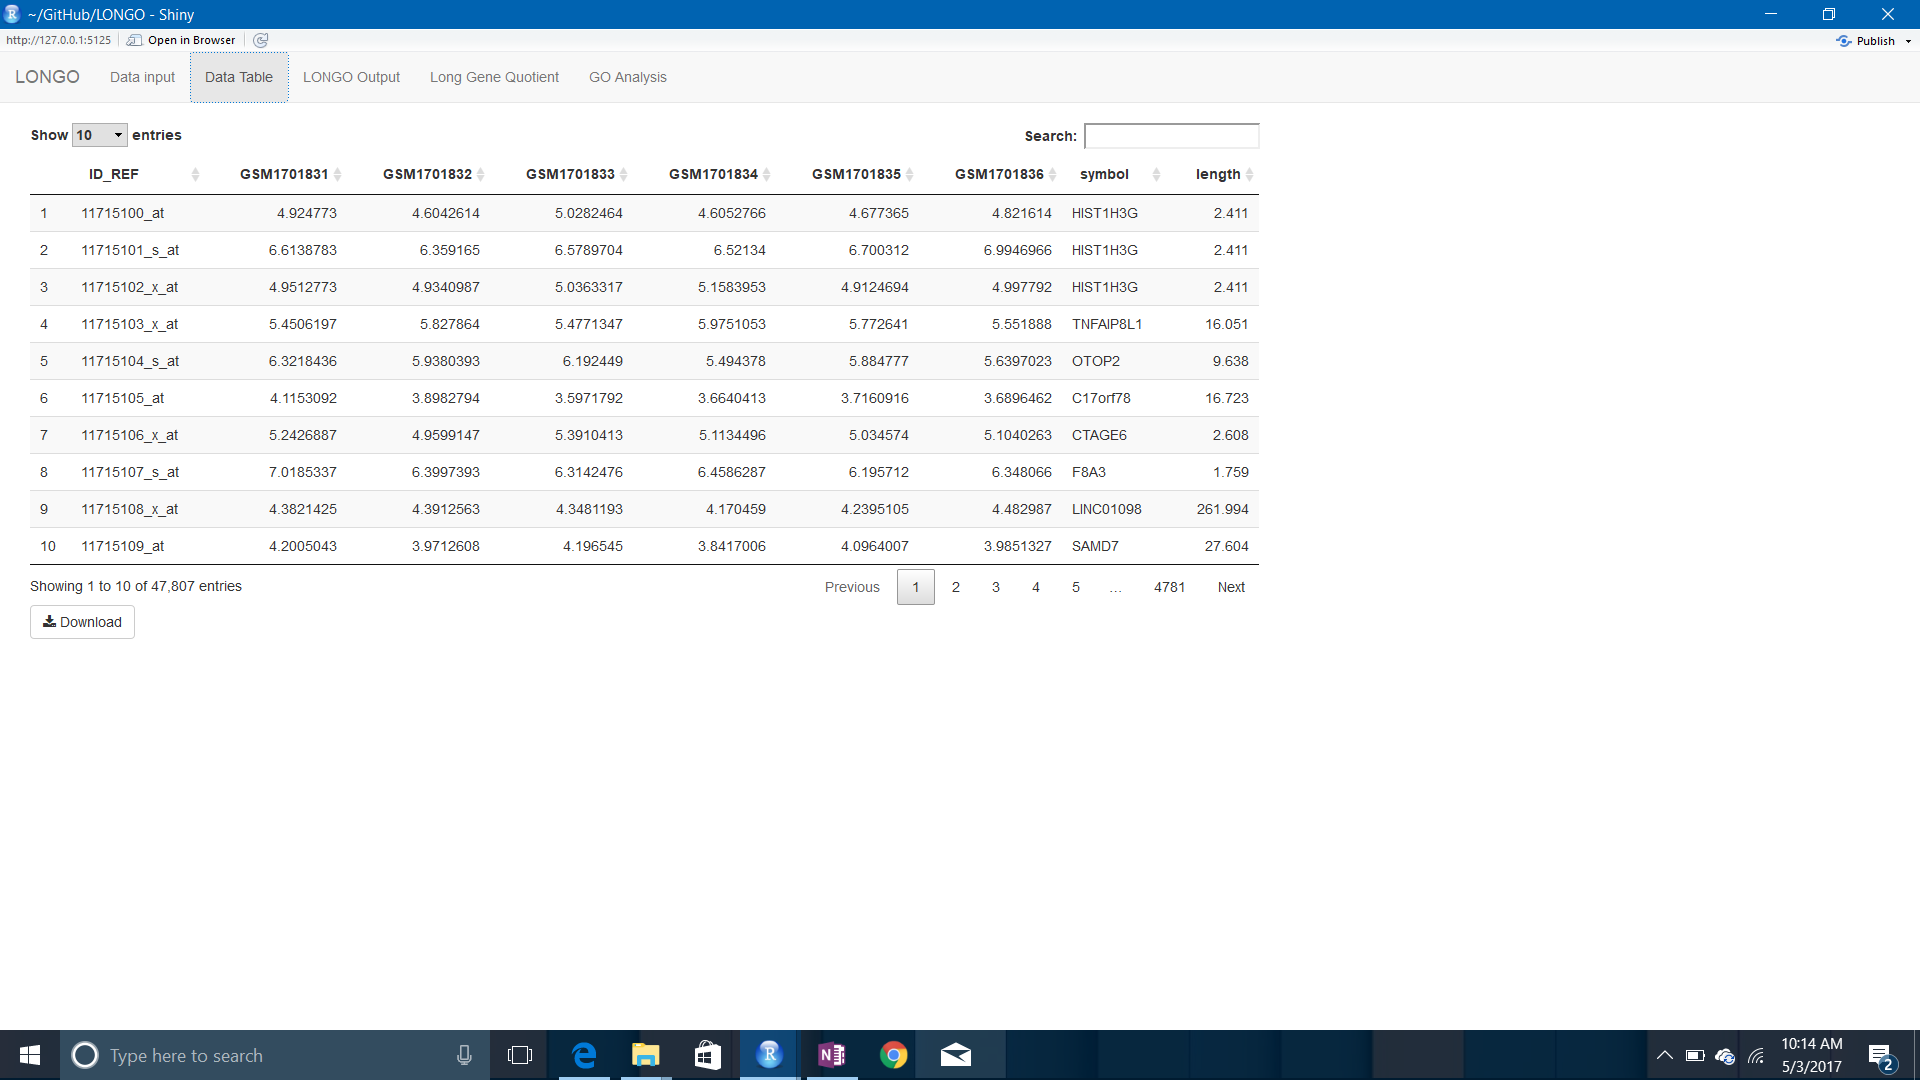 ~/GitHub/LONGO - Shiny
http://127.0.0.1:5125 Open in Browser Publish
LONGO Data input Data Table LONGO Output Long Gene Quotient GO Analysis
Show 10 entries Search:
ID_REF GSM1701831 GSM1701832 GSM1701833 GSM1701834 GSM1701835 GSM1701836 symbol length
1 11715100_at 4.924773 4.6042614 5.0282464 4.6052766 4.677365 4.821614 HIST1H3G 2.411
2 11715101_s_at 6.6138783 6.359165 6.5789704 6.52134 6.700312 6.9946966 HIST1H3G 2.411
3 11715102_x_at 4.9512773 4.9340987 5.0363317 5.1583953 4.9124694 4.997792 HIST1H3G 2.411
4 11715103_x_at 5.4506197 5.827864 5.4771347 5.9751053 5.772641 5.551888 TNFAIP8L1 16.051
5 11715104_s_at 6.3218436 5.9380393 6.192449 5.494378 5.884777 5.6397023 OTOP2 9.638
6 11715105_at 4.1153092 3.8982794 3.5971792 3.6640413 3.7160916 3.6896462 C17orf78 16.723
7 11715106_x_at 5.2426887 4.9599147 5.3910413 5.1134496 5.034574 5.1040263 CTAGE6 2.608
8 11715107_s_at 7.0185337 6.3997393 6.3142476 6.4586287 6.195712 6.348066 F8A3 1.759
9 11715108_x_at 4.3821425 4.3912563 4.3481193 4.170459 4.2395105 4.482987 LINC01098 261.994
10 11715109_at 4.2005043 3.9712608 4.196545 3.8417006 4.0964007 3.9851327 SAMD7 27.604
Showing 1 to 10 of 47,807 entries Previous 1 2 3 4 5 … 4781 Next
Download
Type here to search R N 10:14 AM
5/3/2017 2